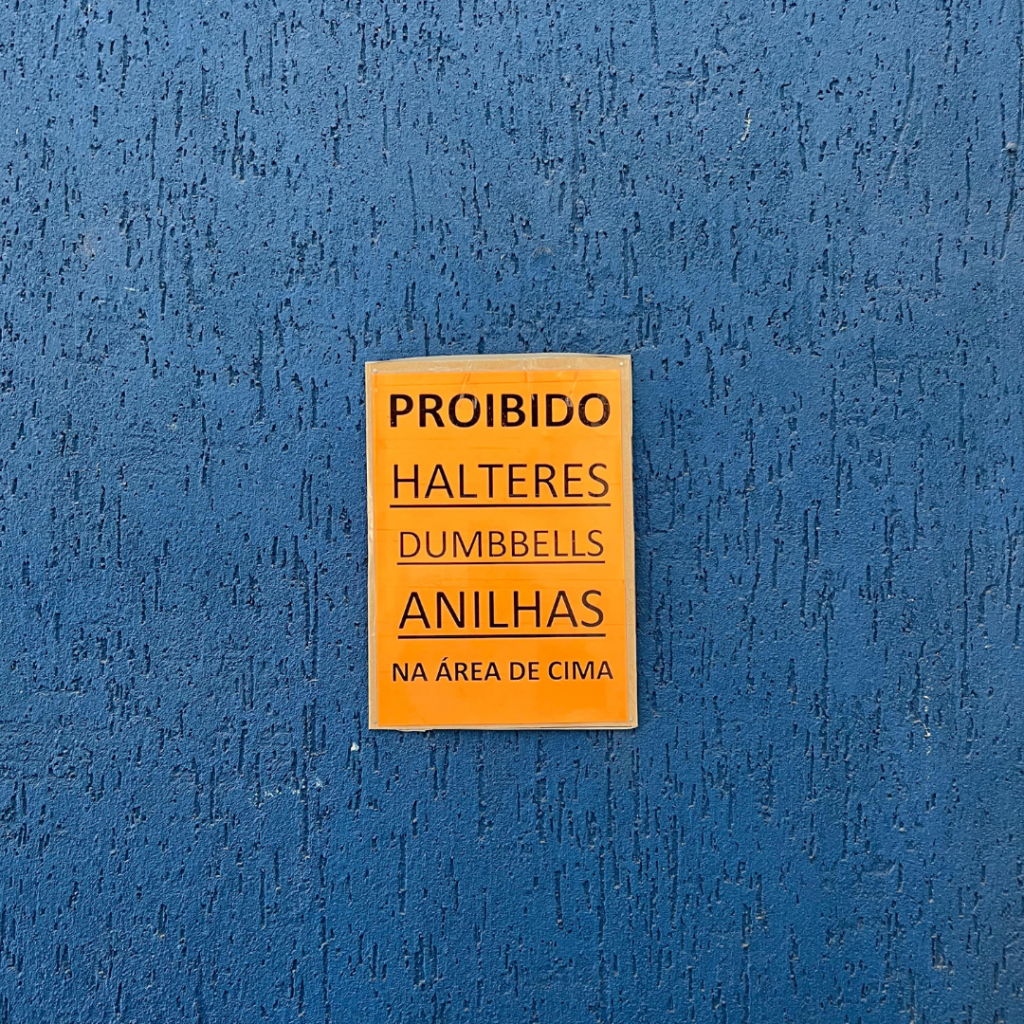 PROIBIDO
HALTERES
DUMBBELLS
ANILHAS
NA ÁREA DE CIMA